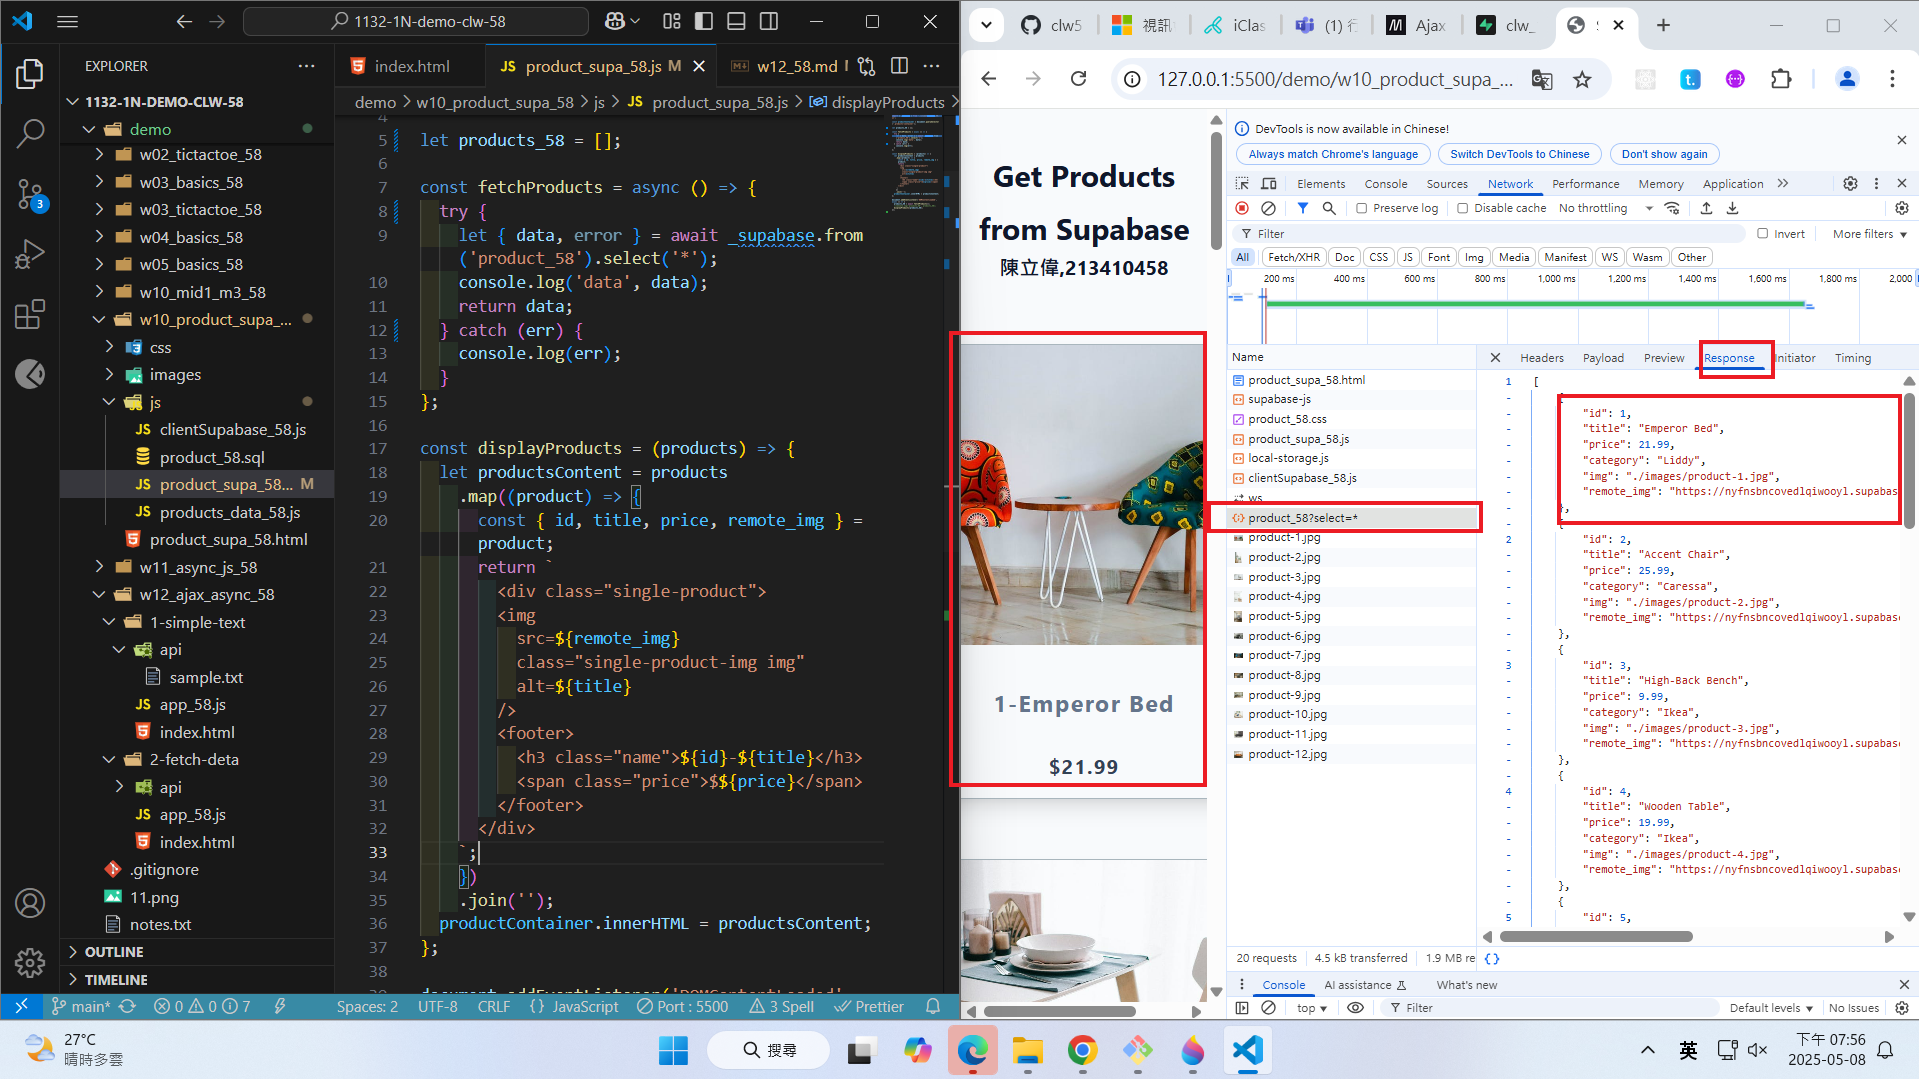 1132-1N-demo-clw-58
EXPLORER
1132-1N-DEMO-CLW-58
demo
w02_tictactoe_58
w03_basics_58
w03_tictactoe_58
w04_basics_58
w05_basics_58
w10_mid1_m3_58
w10_product_supa_...
css
images
js
JS clientSupabase_58.js
product_58.sql
JS product_supa_58... M
JS products_data_58.js
product_supa_58.html
w11_async_js_58
w12_ajax_async_58
1-simple-text
api
sample.txt
JS app_58.js
index.html
2-fetch-deta
api
JS app_58.js
index.html
.gitignore
11.png
notes.txt
OUTLINE
TIMELINE
3
index.html
JS product_supa_58.js M
w12_58.md
demo > w10_product_supa_58 > js > JS product_supa_58.js > displayProducts
4
5 let products_58 = [];
6
7 const fetchProducts = async () => {
8 try {
9 let { data, error } = await _supabase.from
('product_58').select('*');
10 console.log('data', data);
11 return data;
12 } catch (err) {
13 console.log(err);
14 }
15 };
16
17 const displayProducts = (products) => {
18 let productsContent = products
19 .map((product) => {
20 const { id, title, price, remote_img } =
product;
21 return `
22 <div class="single-product">
23 <img
24 src=${remote_img}
25 class="single-product-img img"
26 alt=${title}
27 />
28 <footer>
29 <h3 class="name">${id}-${title}</h3>
30 <span class="price">$${price}</span>
31 </footer>
32 </div>
33 `;
34 })
35 .join('');
36 productContainer.innerHTML = productsContent;
37 };
38
main* 0 0 7 Spaces: 2 UTF-8 CRLF {} JavaScript Port : 5500 3 Spell Prettier
clw5
視訊
iClas
(1) 行
Ajax
clw_
127.0.0.1:5500/demo/w10_product_supa_...
Get Products
from Supabase
陳立偉,213410458
1-Emperor Bed
$21.99
DevTools is now available in Chinese!
Always match Chrome's language
Switch DevTools to Chinese
Don't show again
Elements Console Sources Network Performance Memory Application
Preserve log Disable cache No throttling
Filter Invert More filters
All Fetch/XHR Doc CSS JS Font Img Media Manifest WS Wasm Other
200 ms 400 ms 600 ms 800 ms 1,000 ms 1,200 ms 1,400 ms 1,600 ms 1,800 ms 2,000
Name
product_supa_58.html
supabase-js
product_58.css
product_supa_58.js
local-storage.js
clientSupabase_58.js
ws
product_58?select=*
product-1.jpg
product-2.jpg
product-3.jpg
product-4.jpg
product-5.jpg
product-6.jpg
product-7.jpg
product-8.jpg
product-9.jpg
product-10.jpg
product-11.jpg
product-12.jpg
Headers Payload Preview Response Initiator Timing
1 [
{
"id": 1,
"title": "Emperor Bed",
"price": 21.99,
"category": "Liddy",
"img": "./images/product-1.jpg",
"remote_img": "https://nyfnsbncovedlqiwooyl.supabas
},
{
2 "id": 2,
"title": "Accent Chair",
"price": 25.99,
"category": "Caressa",
"img": "./images/product-2.jpg",
"remote_img": "https://nyfnsbncovedlqiwooyl.supabase
},
{
3 "id": 3,
"title": "High-Back Bench",
"price": 9.99,
"category": "Ikea",
"img": "./images/product-3.jpg",
"remote_img": "https://nyfnsbncovedlqiwooyl.supabase
},
{
4 "id": 4,
"title": "Wooden Table",
"price": 19.99,
"category": "Ikea",
"img": "./images/product-4.jpg",
"remote_img": "https://nyfnsbncovedlqiwooyl.supabase
},
{
5 "id": 5,
20 requests 4.5 kB transferred 1.9 MB re {}
Console AI assistance What's new
top Filter Default levels No Issues
27°C
晴時多雲
搜尋
英
下午 07:56
2025-05-08